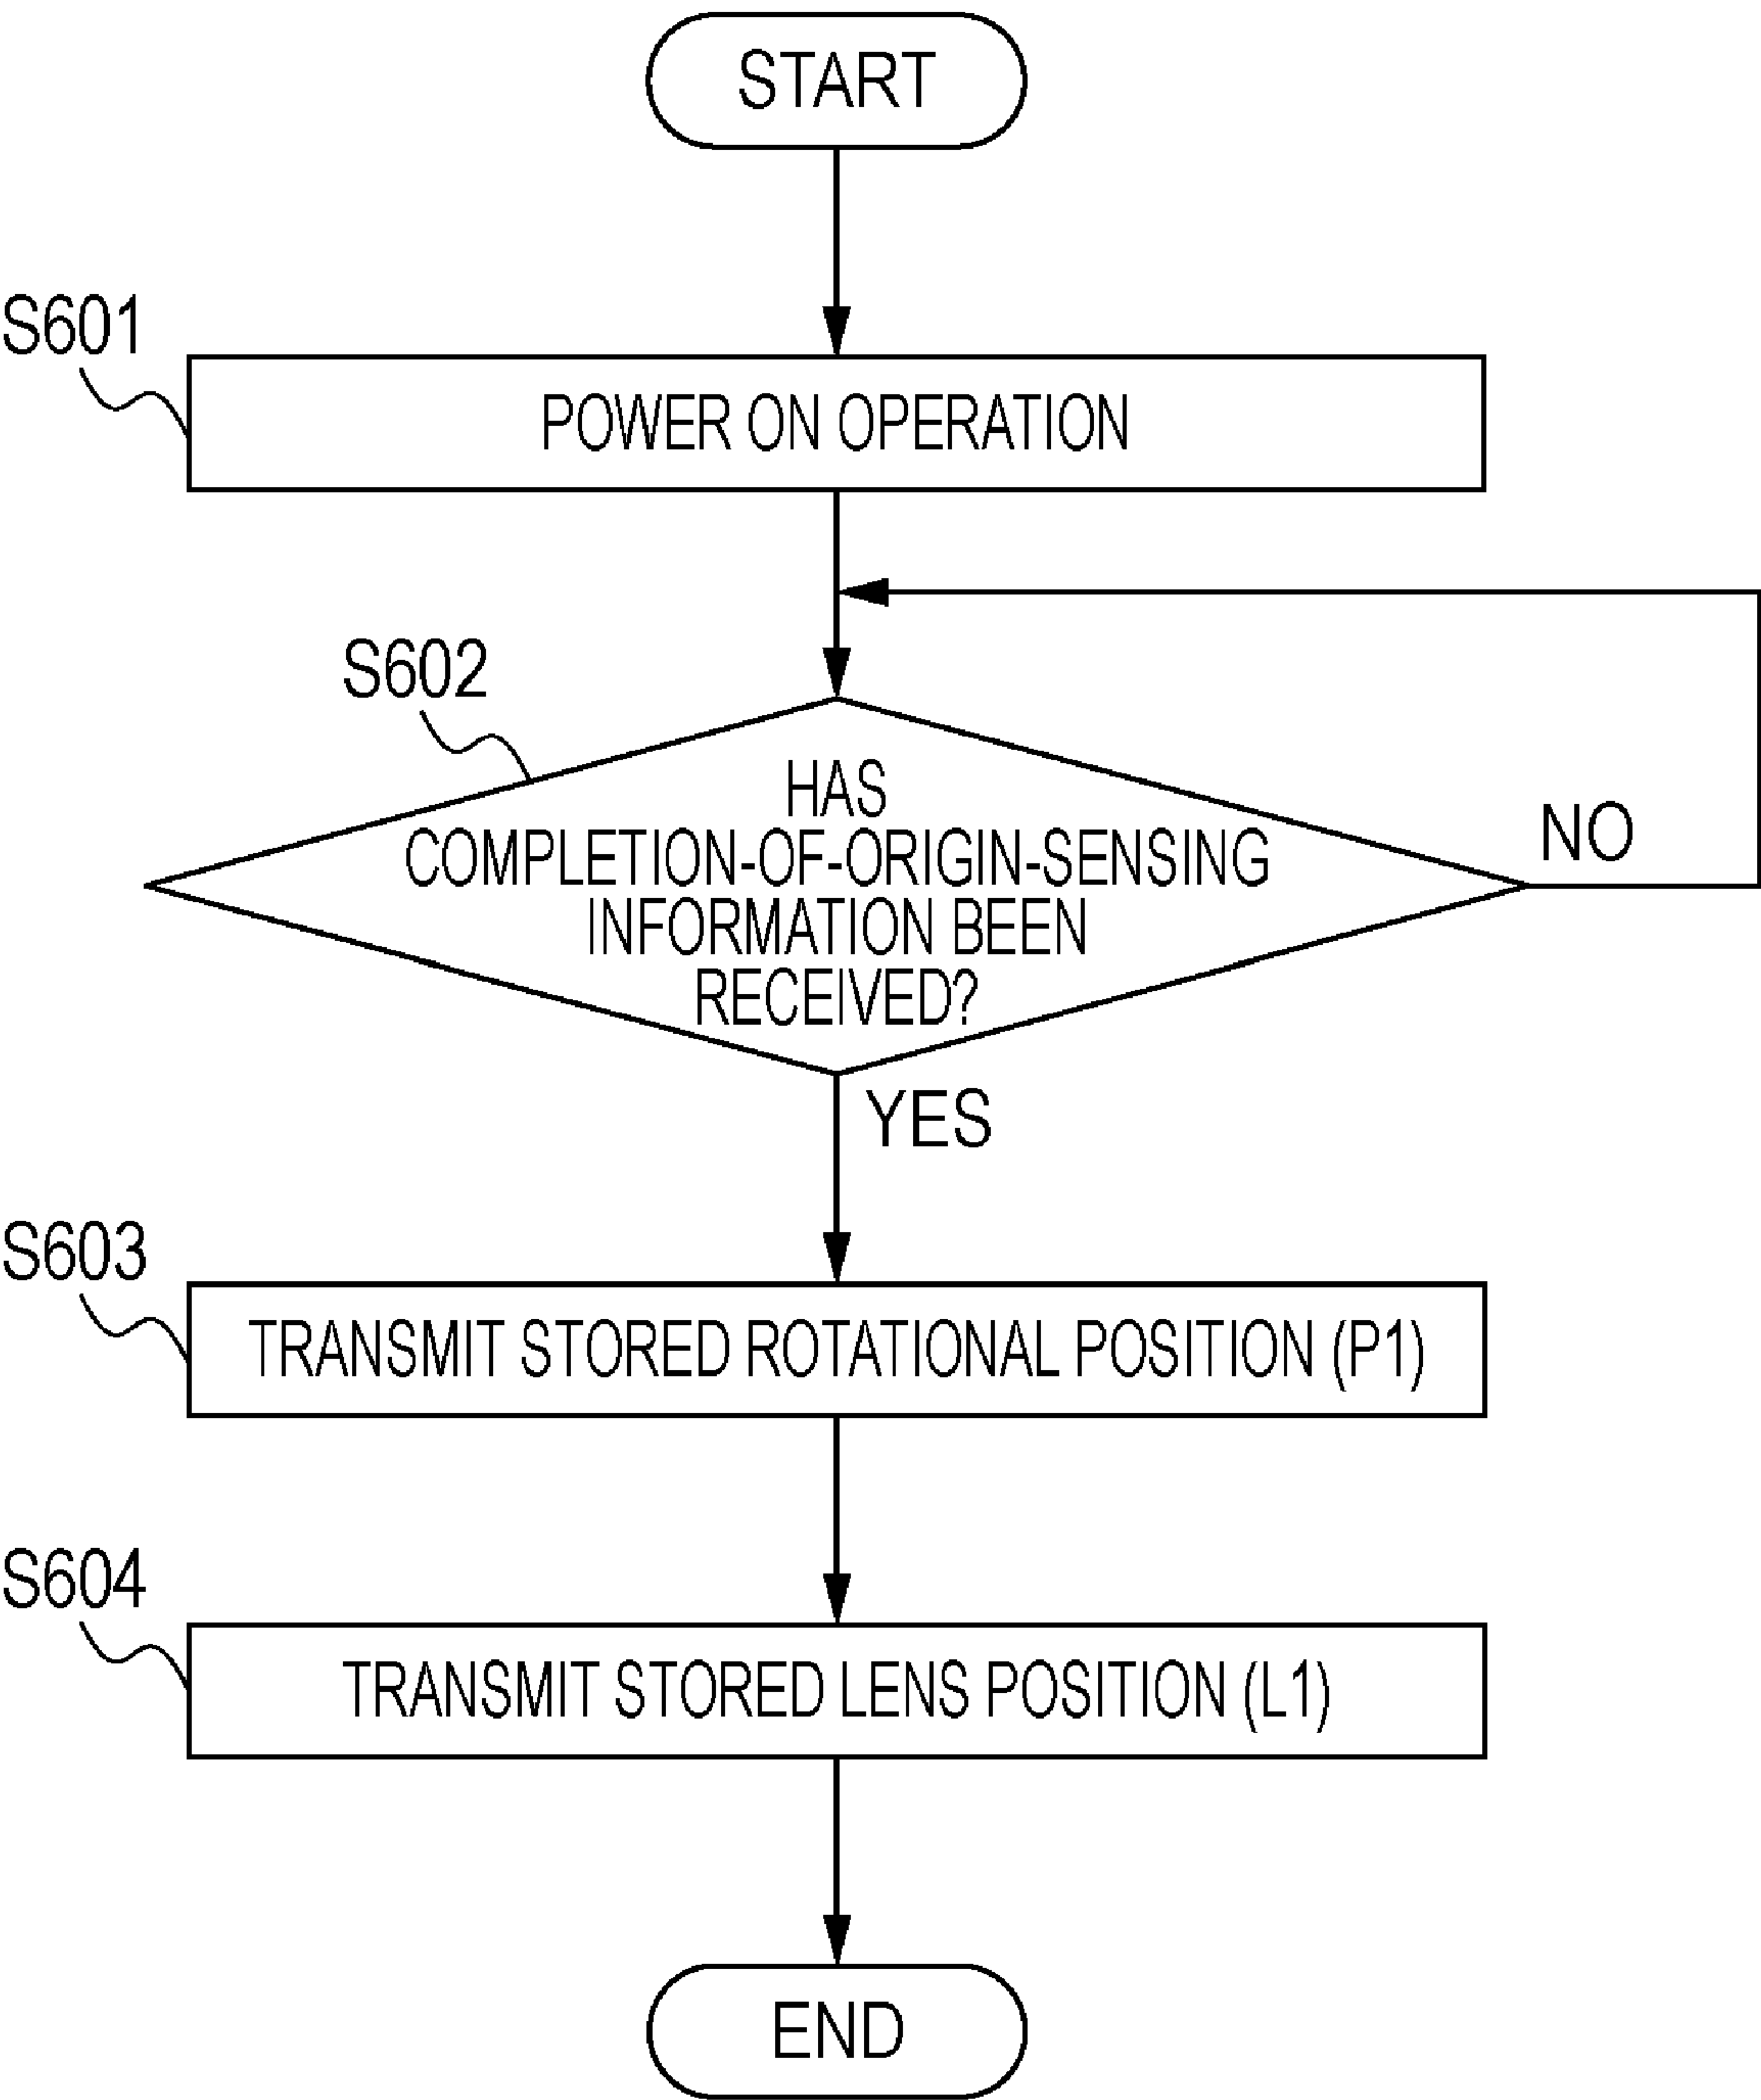 START
S601
POWER ON OPERATION
S602
HAS
COMPLETION-OF-ORIGIN-SENSING
INFORMATION BEEN
RECEIVED?
NO
YES
S603
TRANSMIT STORED ROTATIONAL POSITION (P1)
S604
TRANSMIT STORED LENS POSITION (L1)
END